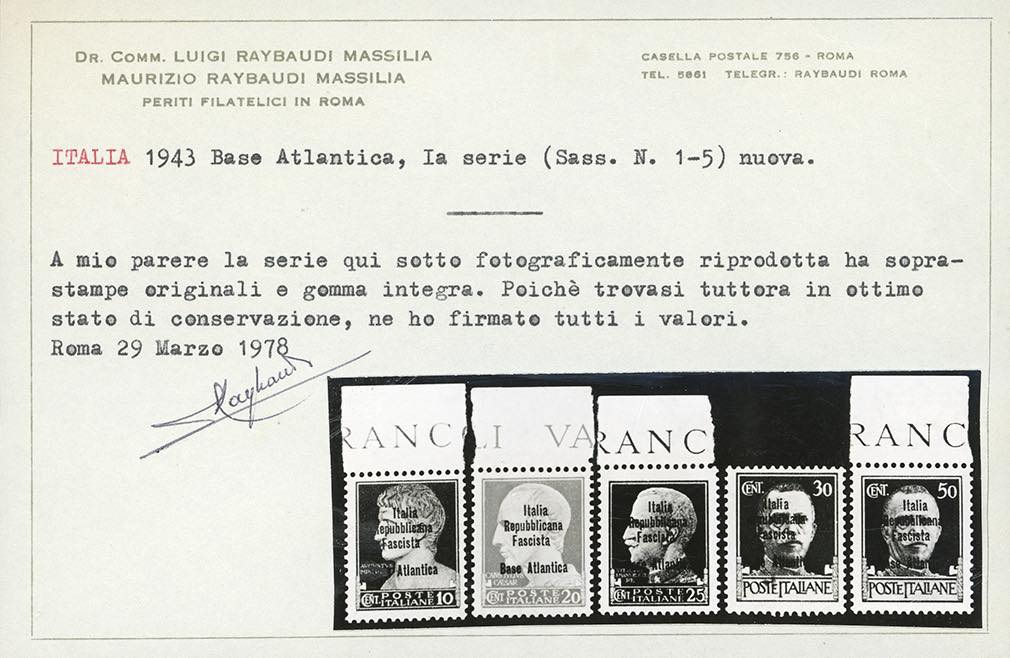 DR. COMM. LUIGI RAYBAUDI MASSILIA
MAURIZIO RAYBAUDI MASSILIA
PERITI FILATELICI IN ROMA
CASELLA POSTALE 756 - ROMA
TEL. 5861 TELEGR.: RAYBAUDI ROMA
ITALIA 1943 Base Atlantica, Ia serie (Sass. N. 1-5) nuova.
A mio parere la serie qui sotto fotograficamente riprodotta ha sopra-
stampe originali e gomma integra. Poichè trovasi tuttora in ottimo
stato di conservazione, ne ho firmato tutti i valori.
Roma 29 Marzo 1978
RANC
LI VA
RANC
RANC
Italia
Repubblicana
Fascista
Atlantica
CENT. POSTE ITALIANE 10
Italia
Repubblicana
Fascista
Base Atlantica
CAESAR
CENT. POSTE ITALIANE 20
Italia
Repubblicana
Fascista
Base Atlantica
CENT. POSTE ITALIANE 25
CENT. 30
Italia
POSTE ITALIANE
CENT. 50
Italia
Repubblicana
Fascista
POSTE ITALIANE